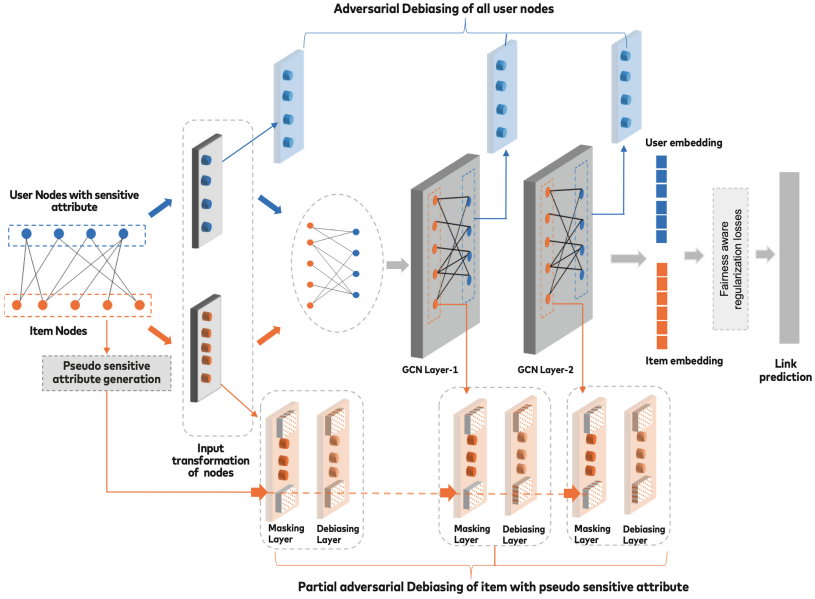 Adversarial Debiasing of all user nodes
User Nodes with sensitive
attribute
Item Nodes
Pseudo sensitive
attribute generation
Input
transformation
of nodes
GCN Layer-1
GCN Layer-2
User embedding
Item embedding
Fairness aware
regularization losses
Link
prediction
Masking
Layer
Debiasing
Layer
Masking
Layer
Debiasing
Layer
Masking
Layer
Debiasing
Layer
Partial adversarial Debiasing of item with pseudo sensitive attribute